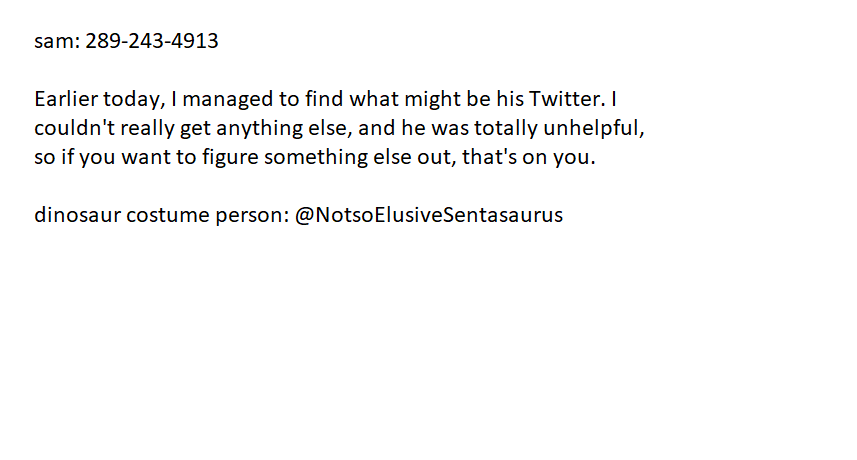 sam: 289-243-4913
Earlier today, I managed to find what might be his Twitter. I
couldn't really get anything else, and he was totally unhelpful,
so if you want to figure something else out, that's on you.
dinosaur costume person: @NotsoElusiveSentasaurus